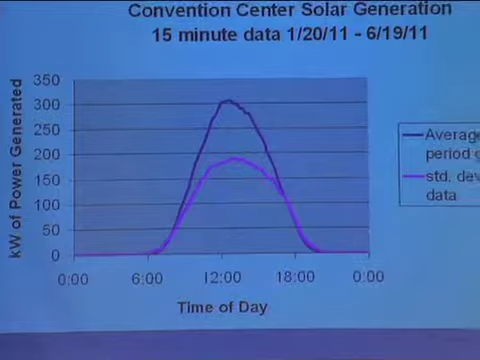 Convention Center Solar Generation
15 minute data 1/20/11 - 6/19/11
kW of Power Generated
350
300
250
200
150
100
50
0
0:00 6:00 12:00 18:00 0:00
Time of Day
Average
period
std. dev
data